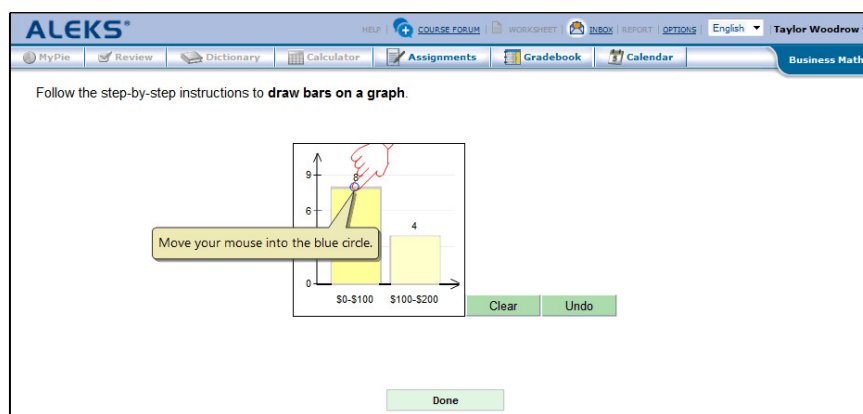 ALEKS®
HELP | COURSE FORUM | WORKSHEET | INBOX | REPORT | OPTIONS | English Taylor Woodrow
MyPie Review Dictionary Calculator Assignments Gradebook Calendar Business Math
Follow the step-by-step instructions to draw bars on a graph.
9
8
6
4
Move your mouse into the blue circle.
0
$0-$100 $100-$200
Clear Undo
Done